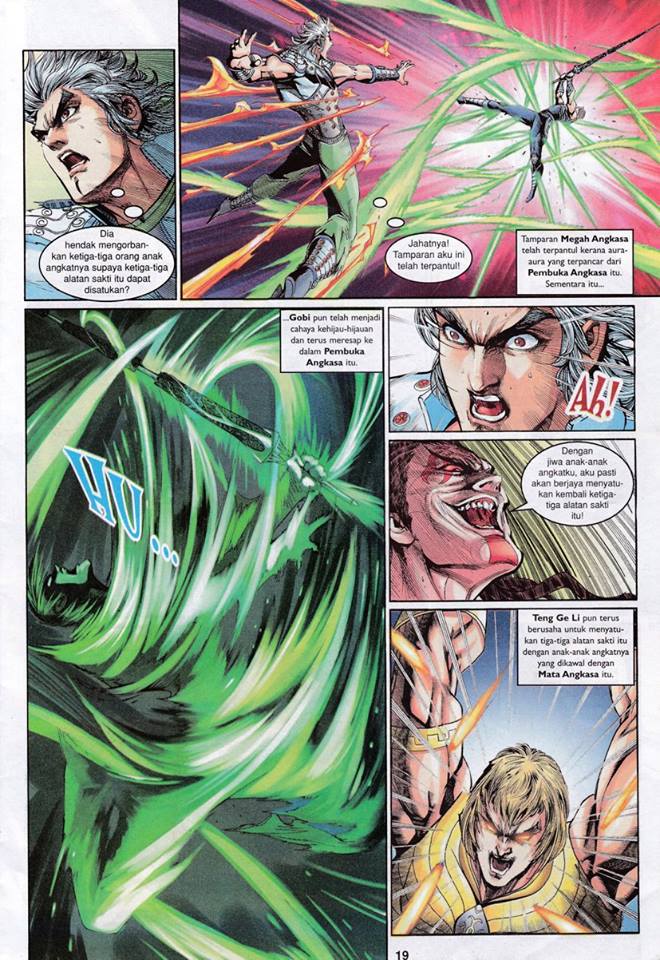 Dia
hendak mengorban-
kan ketiga-tiga orang anak
angkatnya supaya ketiga-tiga
alatan sakti itu dapat
disatukan?
Jahatnya!
Tamparan aku ini
telah terpantul!
Tamparan Megah Angkasa
telah terpantul kerana aura-
aura yang terpancar dari
Pembuka Angkasa itu.
Sementara itu...
...Gobi pun telah menjadi
cahaya kehijau-hijauan
dan terus meresap ke
dalam Pembuka
Angkasa itu.
HU...
Ah!
Dengan
jiwa anak-anak
angkatku, aku pasti
akan berjaya menyatu-
kan kembali ketiga-
tiga alatan sakti
itu!
Teng Ge Li pun terus
berusaha untuk menyatu-
kan tiga-tiga alatan sakti itu
dengan anak-anak angkatnya
yang dikawal dengan
Mata Angkasa itu.
19